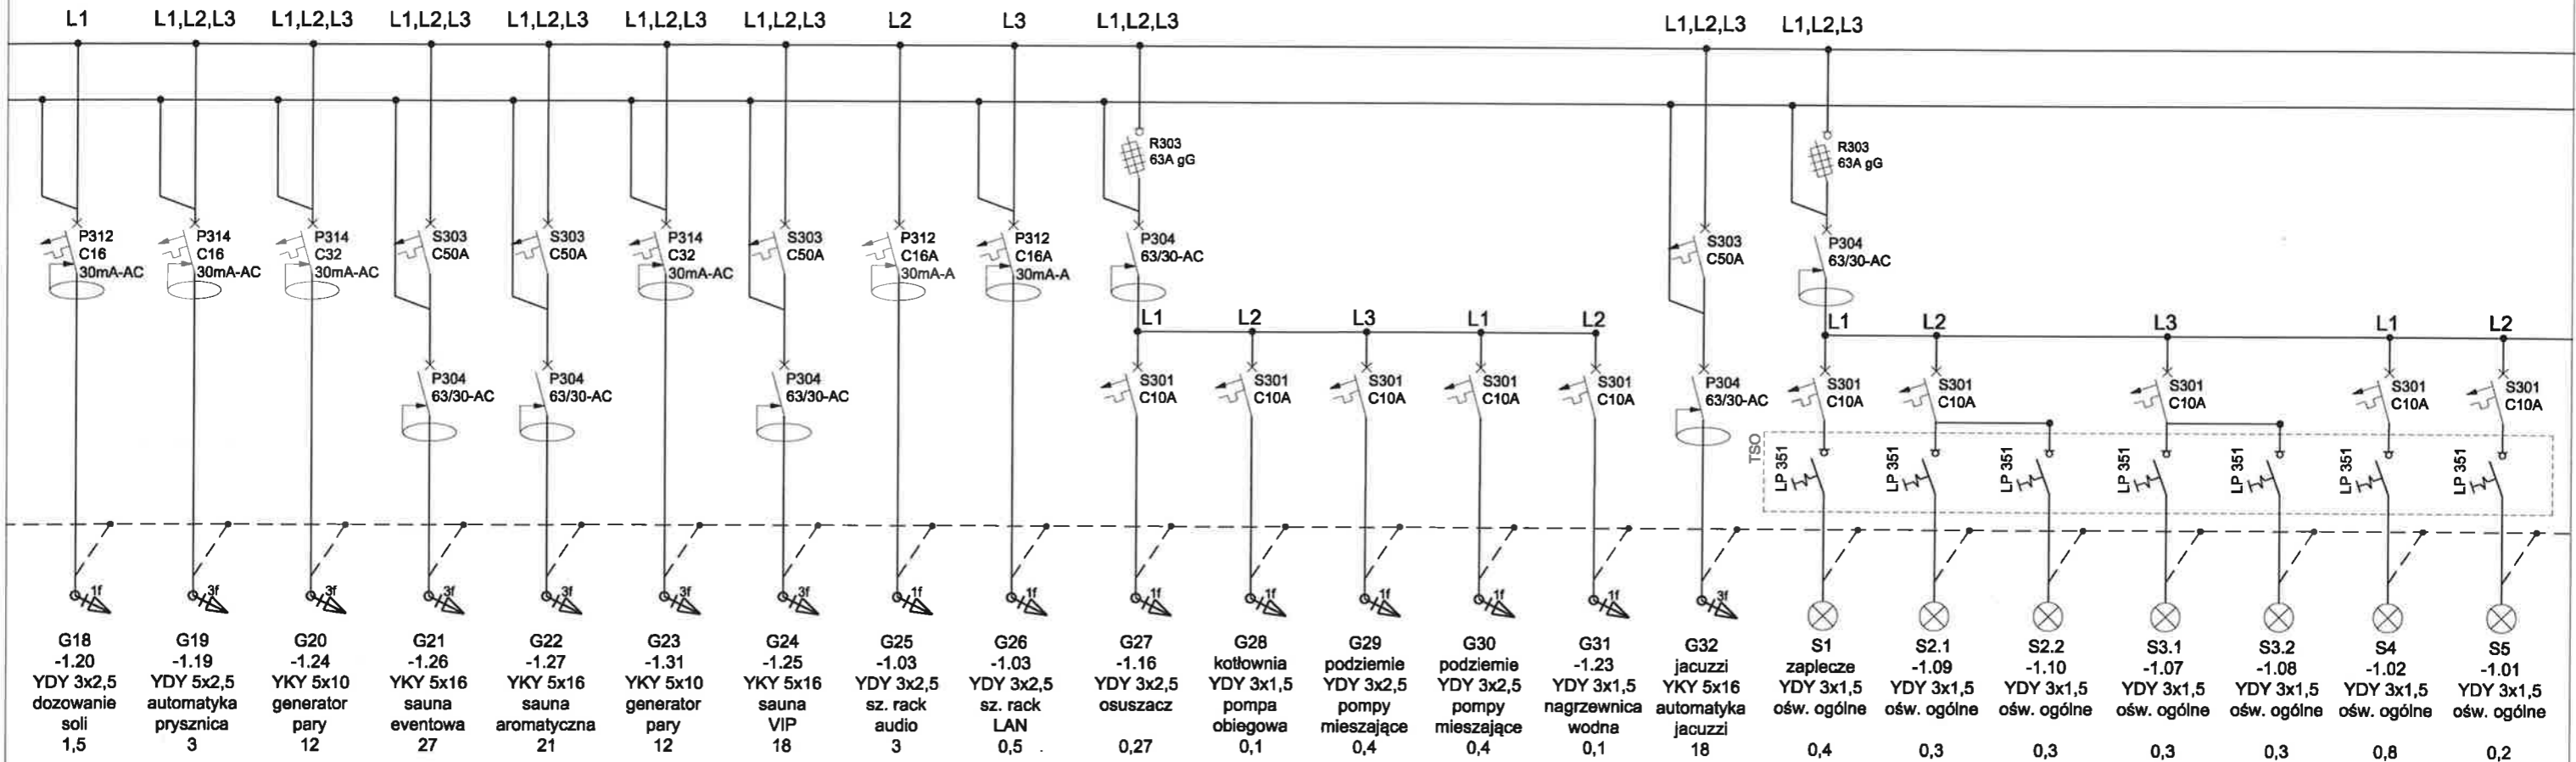 L1 L1,L2,L3 L1,L2,L3 L1,L2,L3 L1,L2,L3 L1,L2,L3 L1,L2,L3 L2 L3 L1,L2,L3 L1,L2,L3 L1,L2,L3
R303
63A gG
R303
63A gG
P312
C16
30mA-AC
P314
C16
30mA-AC
P314
C32
30mA-AC
S303
C50A
S303
C50A
P314
C32
30mA-AC
S303
C50A
P312
C16A
30mA-A
P312
C16A
30mA-A
P304
63/30-AC
S303
C50A
P304
63/30-AC
L1 L2 L3 L1 L2 L1 L2 L3 L1 L2
P304
63/30-AC
P304
63/30-AC
P304
63/30-AC
S301
C10A
S301
C10A
S301
C10A
S301
C10A
S301
C10A
P304
63/30-AC
S301
C10A
S301
C10A
S301
C10A
S301
C10A
S301
C10A
TSO
LP 351 LP 351 LP 351 LP 351 LP 351 LP 351 LP 351
1f 3f 3f 3f 3f 3f 3f 1f 1f 1f 1f 1f 1f 1f 3f
G18
-1.20
YDY 3x2,5
dozowanie
soli
1,5
G19
-1.19
YDY 5x2,5
automatyka
prysznica
3
G20
-1.24
YKY 5x10
generator
pary
12
G21
-1.26
YKY 5x16
sauna
eventowa
27
G22
-1.27
YKY 5x16
sauna
aromatyczna
21
G23
-1.31
YKY 5x10
generator
pary
12
G24
-1.25
YKY 5x16
sauna
VIP
18
G25
-1.03
YDY 3x2,5
sz. rack
audio
3
G26
-1.03
YDY 3x2,5
sz. rack
LAN
0,5
G27
-1.16
YDY 3x2,5
osuszacz
0,27
G28
kotłownia
YDY 3x1,5
pompa
obiegowa
0,1
G29
podziemie
YDY 3x2,5
pompy
mieszające
0,4
G30
podziemie
YDY 3x2,5
pompy
mieszające
0,4
G31
-1.23
YDY 3x1,5
nagrzewnica
wodna
0,1
G32
jacuzzi
YKY 5x16
automatyka
jacuzzi
18
S1
zaplecze
YDY 3x1,5
ośw. ogólne
0,4
S2.1
-1.09
YDY 3x1,5
ośw. ogólne
0,3
S2.2
-1.10
YDY 3x1,5
ośw. ogólne
0,3
S3.1
-1.07
YDY 3x1,5
ośw. ogólne
0,3
S3.2
-1.08
YDY 3x1,5
ośw. ogólne
0,3
S4
-1.02
YDY 3x1,5
ośw. ogólne
0,8
S5
-1.01
YDY 3x1,5
ośw. ogólne
0,2